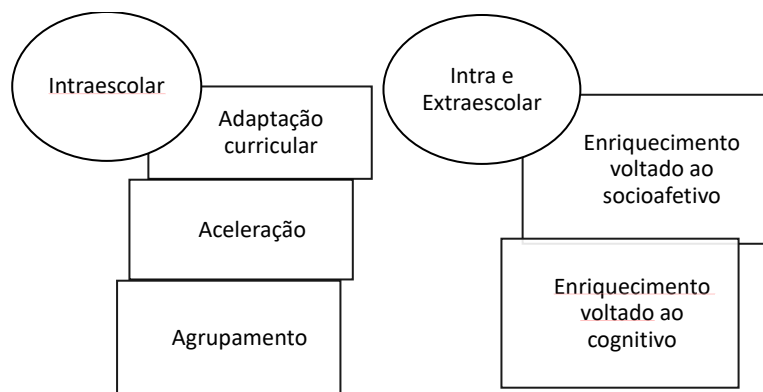 Intraescolar
Adaptação
curricular
Aceleração
Agrupamento
Intra e
Extraescolar
Enriquecimento
voltado ao
socioafetivo
Enriquecimento
voltado ao
cognitivo